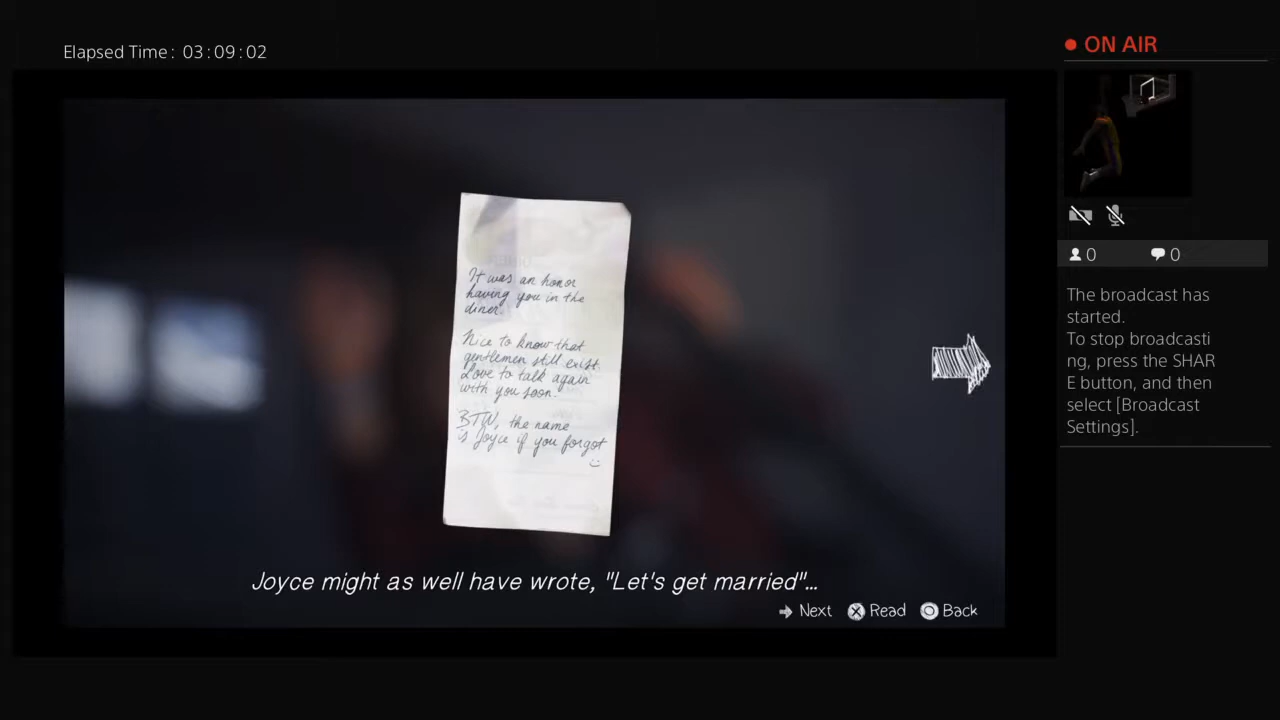 Elapsed Time: 03:09:02
ON AIR
0 0
The broadcast has
started.
To stop broadcasti
ng, press the SHAR
E button, and then
select [Broadcast
Settings].
It was an honor
having you in the
diner.
Nice to know that
gentlemen still exist.
Love to talk again
with you soon.
BTW, the name
is Joyce if you forgot
Joyce might as well have wrote, "Let's get married"...
Next Read Back